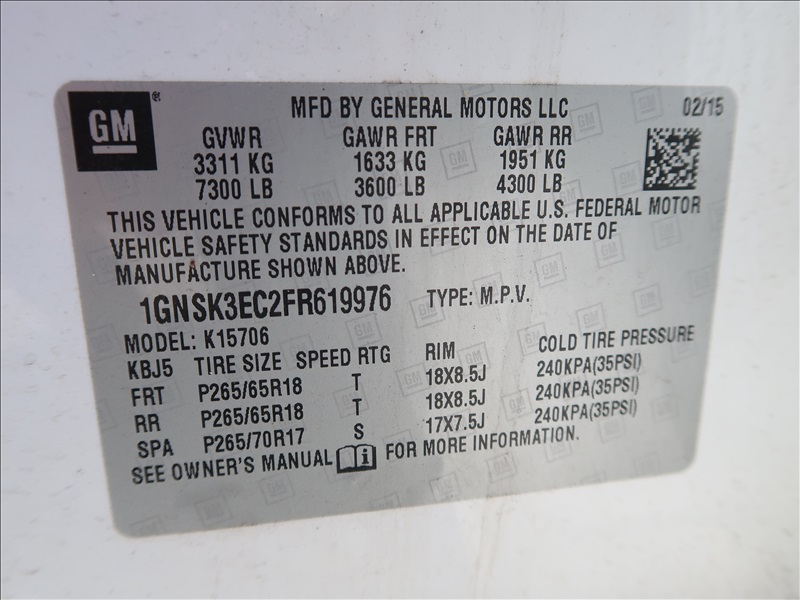 GM ®
MFD BY GENERAL MOTORS LLC 02/15
GVWR GAWR FRT GAWR RR
3311 KG 1633 KG 1951 KG
7300 LB 3600 LB 4300 LB
THIS VEHICLE CONFORMS TO ALL APPLICABLE U.S. FEDERAL MOTOR
VEHICLE SAFETY STANDARDS IN EFFECT ON THE DATE OF
MANUFACTURE SHOWN ABOVE.
1GNSK3EC2FR619976 TYPE: M.P.V.
MODEL: K15706
KBJ5 TIRE SIZE SPEED RTG RIM COLD TIRE PRESSURE
FRT P265/65R18 T 18X8.5J 240KPA(35PSI)
RR P265/65R18 T 18X8.5J 240KPA(35PSI)
SPA P265/70R17 S 17X7.5J 240KPA(35PSI)
SEE OWNER'S MANUAL FOR MORE INFORMATION.